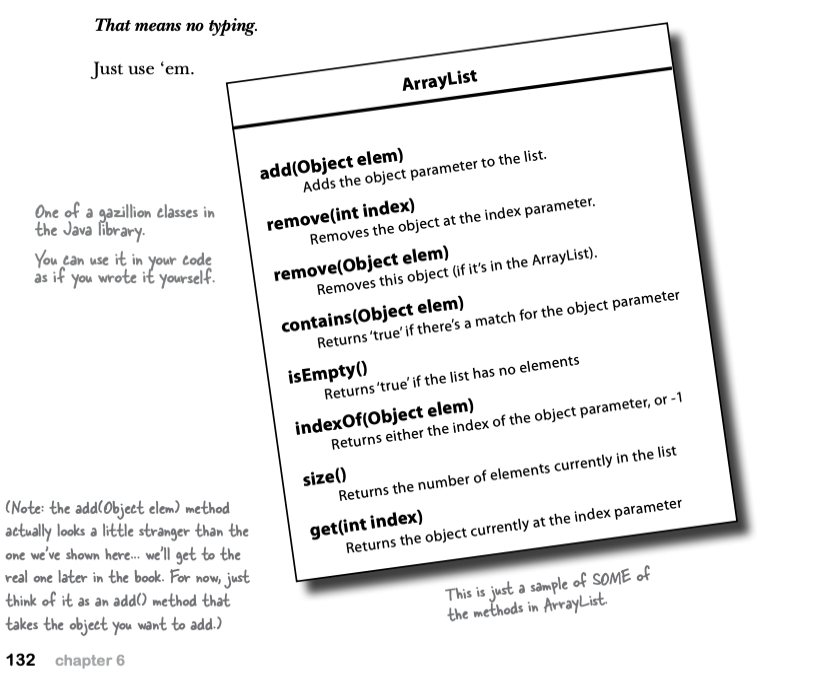 That means no typing.
Just use ‘em.
ArrayList
add(Object elem)
Adds the object parameter to the list.
remove(int index)
Removes the object at the index parameter.
remove(Object elem)
Removes this object (if it’s in the ArrayList).
contains(Object elem)
Returns ‘true’ if there’s a match for the object parameter
isEmpty()
Returns ‘true’ if the list has no elements
indexOf(Object elem)
Returns either the index of the object parameter, or -1
size()
Returns the number of elements currently in the list
get(int index)
Returns the object currently at the index parameter
One of a gazillion classes in
the Java library.
You can use it in your code
as if you wrote it yourself.
(Note: the add(Object elem) method
actually looks a little stranger than the
one we’ve shown here... we’ll get to the
real one later in the book. For now, just
think of it as an add() method that
takes the object you want to add.)
This is just a sample of SOME of
the methods in ArrayList.
132 chapter 6